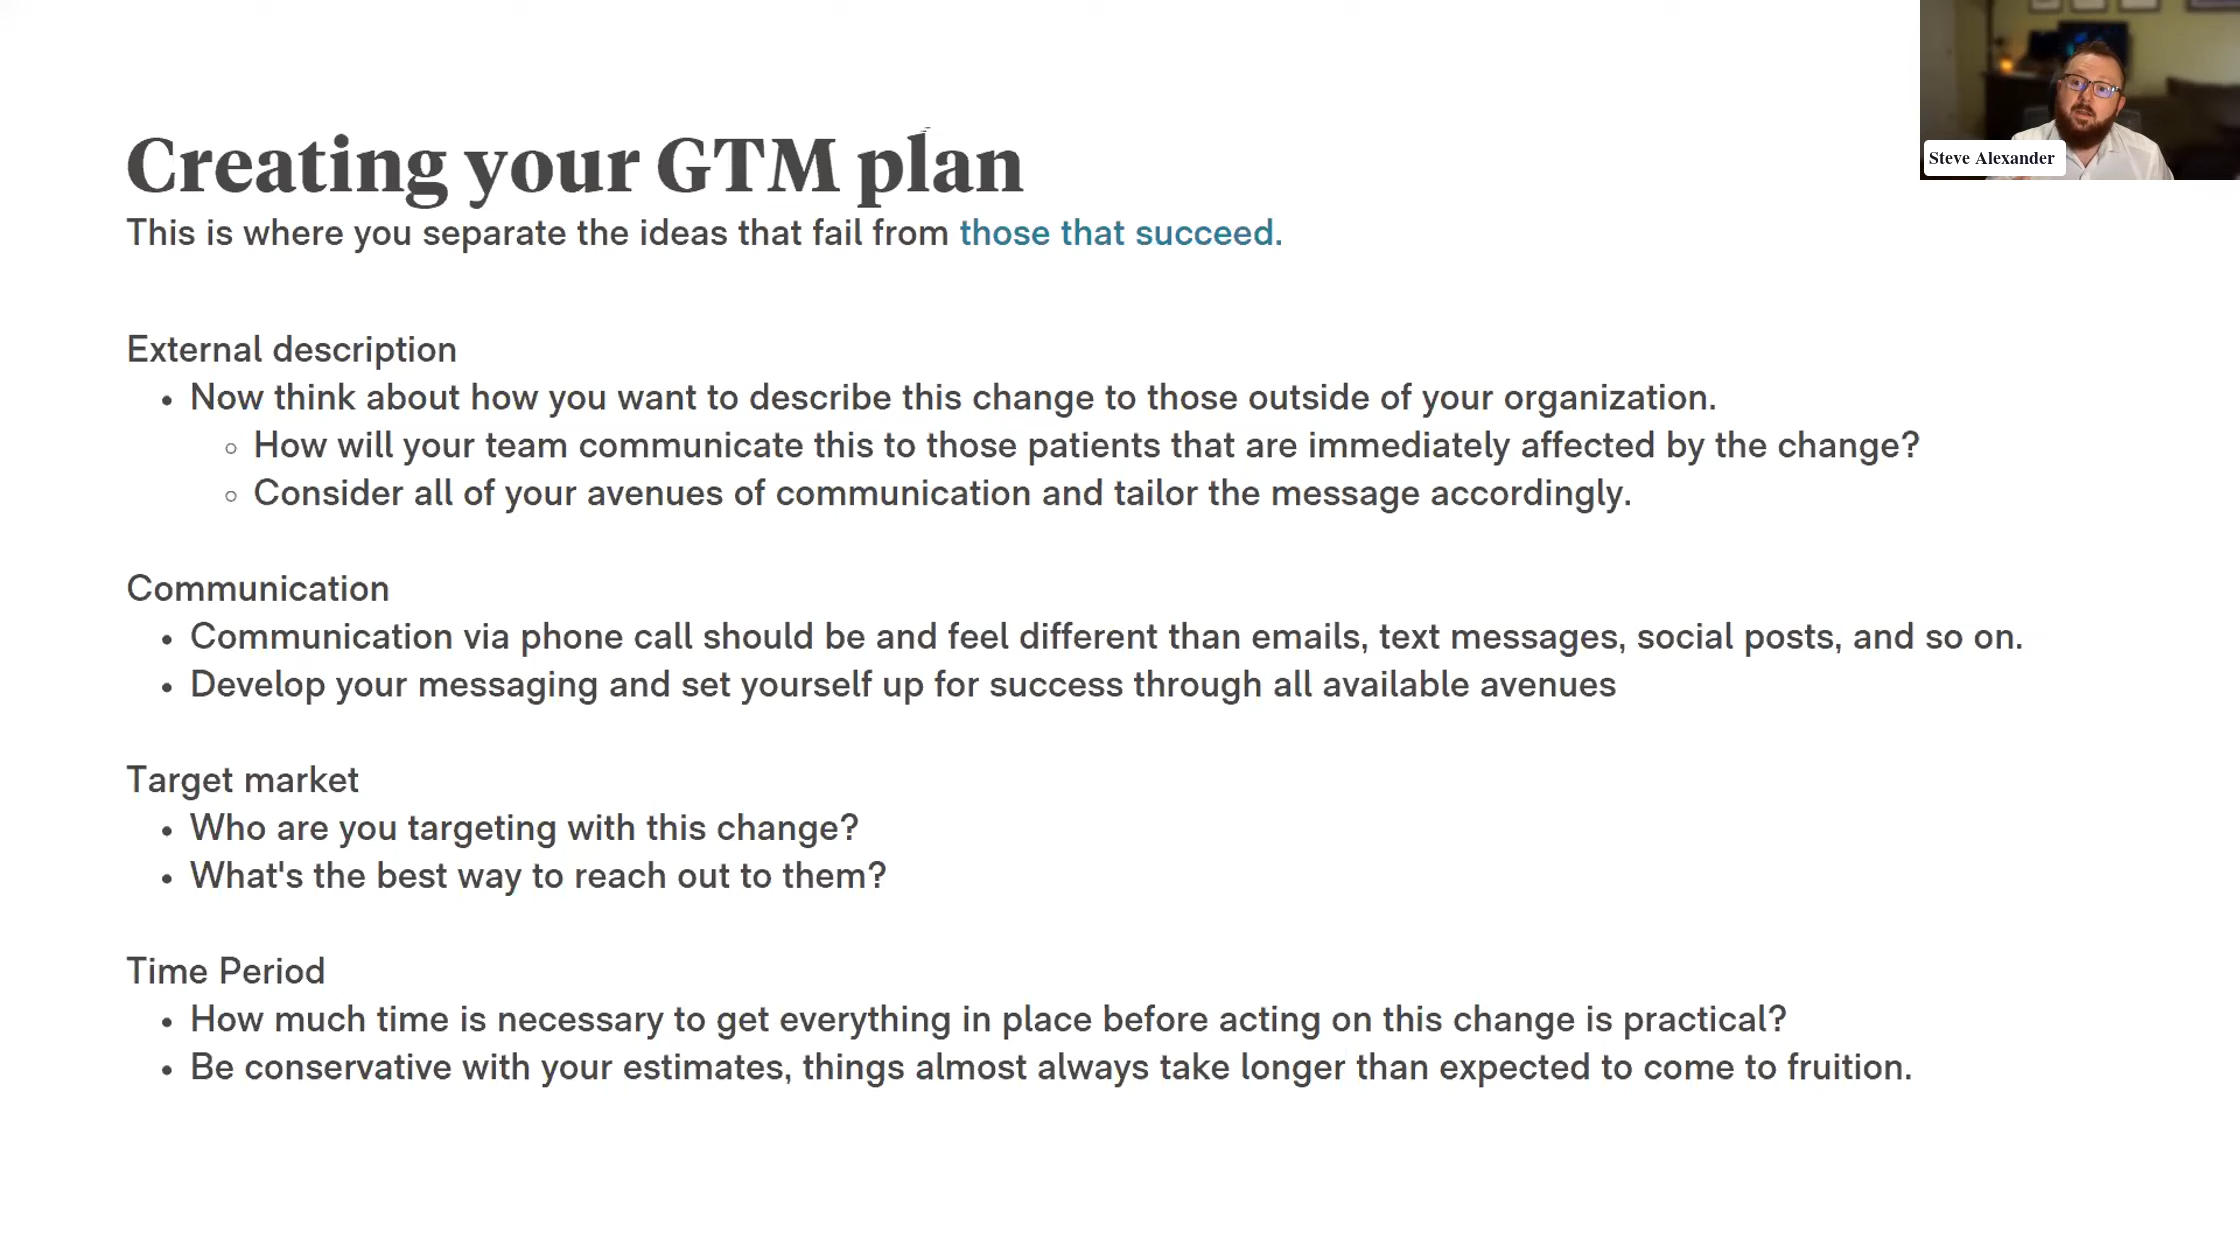 Steve Alexander
Creating your GTM plan
This is where you separate the ideas that fail from those that succeed.
External description
• Now think about how you want to describe this change to those outside of your organization.
◦ How will your team communicate this to those patients that are immediately affected by the change?
◦ Consider all of your avenues of communication and tailor the message accordingly.
Communication
• Communication via phone call should be and feel different than emails, text messages, social posts, and so on.
• Develop your messaging and set yourself up for success through all available avenues
Target market
• Who are you targeting with this change?
• What's the best way to reach out to them?
Time Period
• How much time is necessary to get everything in place before acting on this change is practical?
• Be conservative with your estimates, things almost always take longer than expected to come to fruition.